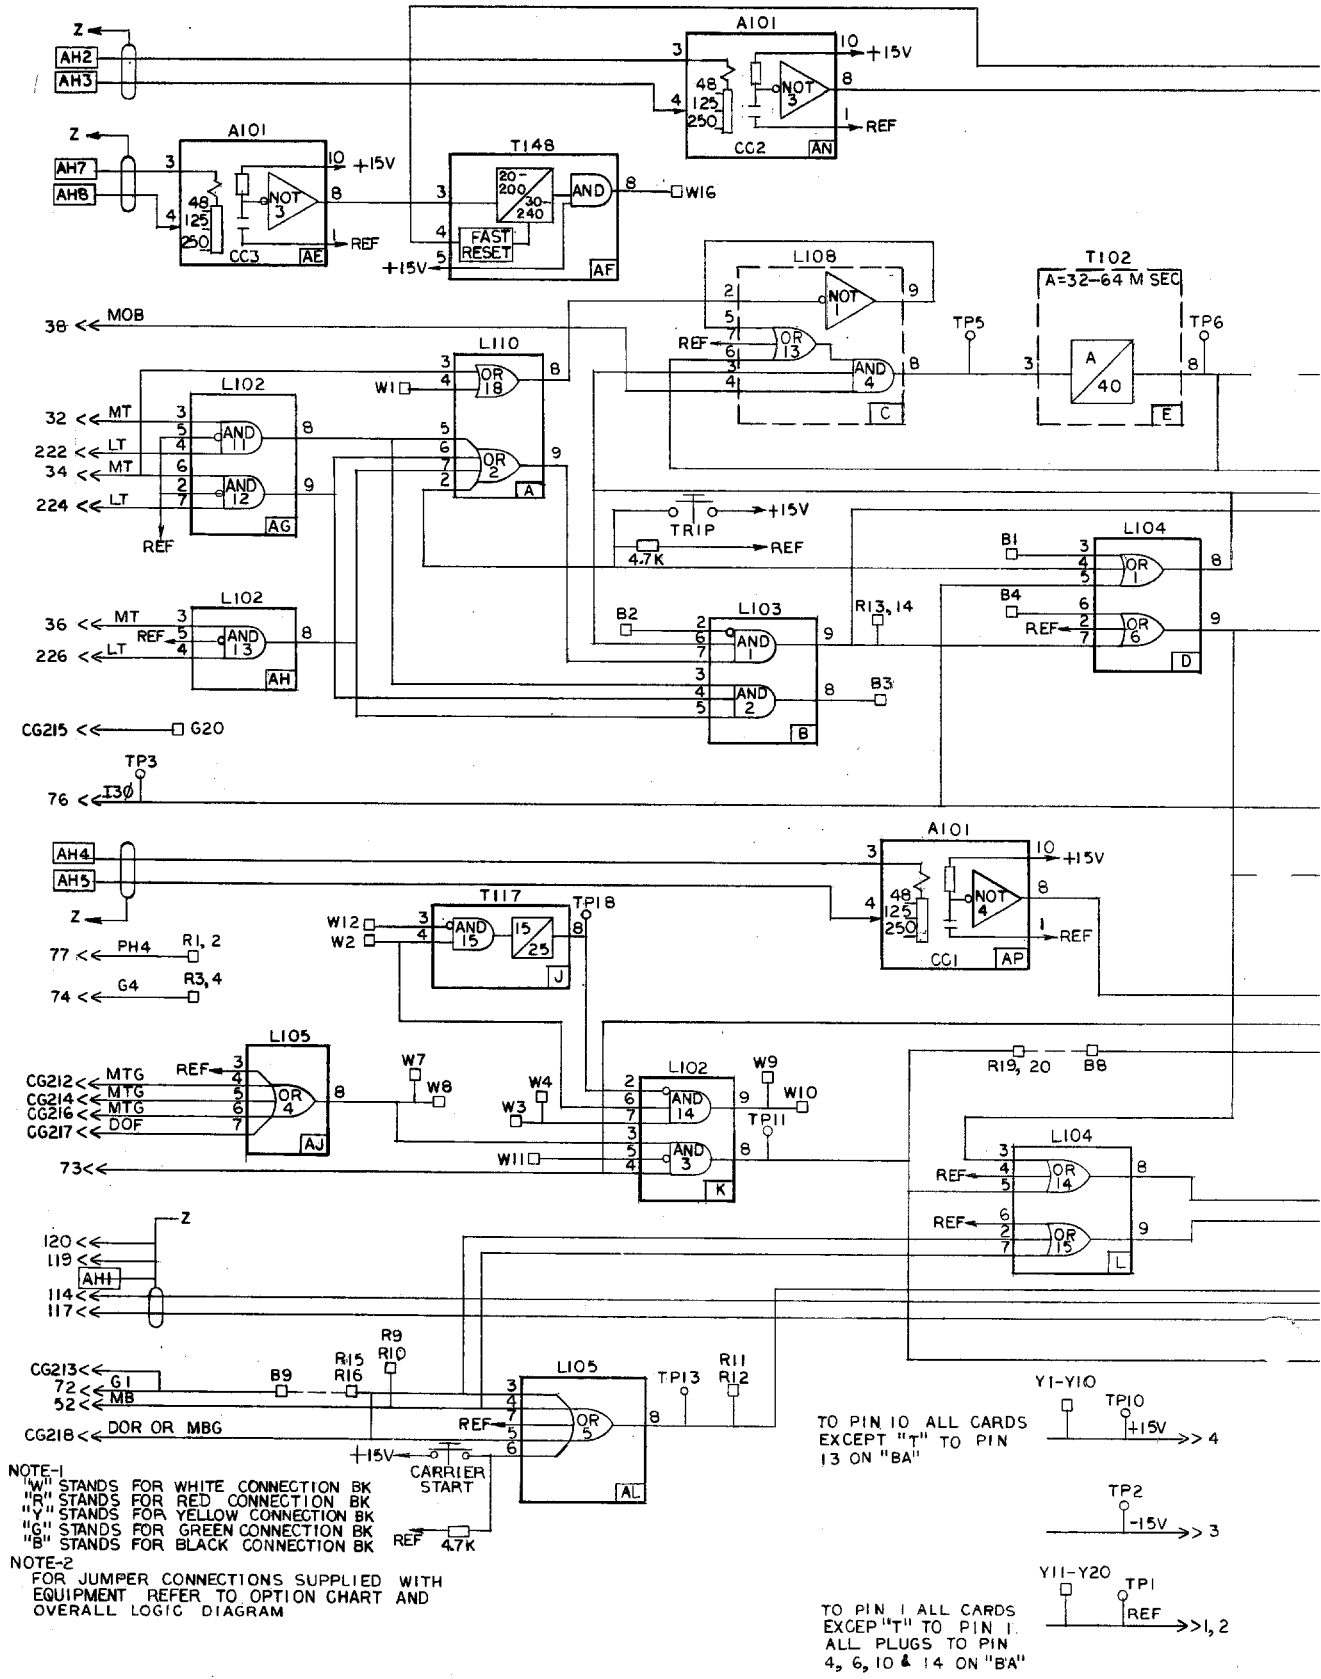 Z
AH2
AH3
A101
3
4
48
125
250
NOT
3
10
+15V
8
1
REF
CC2
AN
Z
AH7
AH8
A101
3
4
48
125
250
NOT
3
10
+15V
8
1
REF
CC3
AE
T148
3
4
5
+15V
20-
200
30-
240
FAST
RESET
AND
8
W16
AF
38 << MOB
L110
3
4
W1
OR
18
8
5
6
7
2
OR
2
9
A
L108
2
NOT
1
9
5
7
REF
6
3
4
OR
13
AND
4
8
C
TP5
T102
A=32-64 M SEC
3
A
40
8
E
TP6
L102
32 << MT
222 << LT
34 << MT
224 << LT
3
5
4
AND
11
8
6
2
7
AND
12
9
AG
REF
TRIP
+15V
4.7K
REF
L104
B1
3
4
5
OR
1
8
B4
6
2
7
REF
OR
6
9
D
L102
36 << MT
REF
226 << LT
3
5
4
AND
13
8
AH
L103
B2
2
6
7
AND
1
9
R13, 14
3
4
5
AND
2
8
B3
B
CG215 << G20
TP3
76 << I3Ø
AH4
AH5
Z
A101
3
4
48
125
250
NOT
4
10
+15V
8
1
REF
CC1
AP
T117
W12
W2
3
4
AND
15
15
25
8
TP18
J
77 << PH4 R1, 2
74 << G4 R3, 4
L105
REF
CG212 << MTG
CG214 << MTG
CG216 << MTG
CG217 << DOF
3
4
5
6
7
OR
4
8
W7
W8
AJ
73 <<
W4
W3
W11
L102
2
6
7
AND
14
9
W9
W10
TP11
3
5
4
AND
3
8
K
R19, 20
B8
L104
3
4
5
REF
OR
14
8
6
2
7
REF
OR
15
9
L
Z
120 <<
119 <<
AH1
114 <<
117 <<
CG213 <<
72 << G1
52 << MB
CG218 << DOR OR MBG
B9
R15
R16
R9
R10
L105
3
4
7
5
6
REF
OR
5
8
TP13
R11
R12
AL
+15V
CARRIER
START
REF
4.7K
Y1-Y10
TP10
+15V
>> 4
TO PIN 10 ALL CARDS
EXCEPT "T" TO PIN
13 ON "BA"
TP2
-15V
>> 3
Y11-Y20
TP1
REF
>>1, 2
TO PIN 1 ALL CARDS
EXCEP "T" TO PIN 1.
ALL PLUGS TO PIN
4, 6, 10 & 14 ON "BA"
NOTE-1
"W" STANDS FOR WHITE CONNECTION BK
"R" STANDS FOR RED CONNECTION BK
"Y" STANDS FOR YELLOW CONNECTION BK
"G" STANDS FOR GREEN CONNECTION BK
"B" STANDS FOR BLACK CONNECTION BK
NOTE-2
FOR JUMPER CONNECTIONS SUPPLIED WITH
EQUIPMENT REFER TO OPTION CHART AND
OVERALL LOGIC DIAGRAM